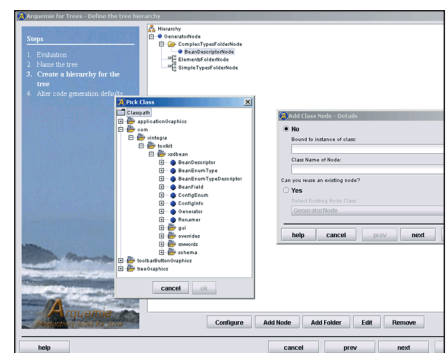 Arguense for Trees - Define the tree hierarchy
Steps
1. Evaluation
2. Name the tree
3. Create a hierarchy for the tree
4. Alter code generation defaults
Hierarchy
GeneratorNode
ComplexTypesFolderNode
BeanDescriptorNode
ElementsFolderNode
SimpleTypesFolderNode
Pick Class
Classpath
applicationGraphics
com
xintegra
toolkit
xsdbean
BeanDescriptor
BeanEnumType
BeanEnumTypeDescriptor
BeanField
ConfigEnum
ConfigInfo
Generator
Renamer
gui
overrides
rewords
schema
toolbarButtonGraphics
treeGraphics
cancel ok
Add Class Node - Details
No
Bound to instance of class:
Class Name of Node:
Can you reuse an existing node?
Yes
Select Existing Node Class:
GeneratorNode
help cancel prev next
Configure Add Node Add Folder Edit Remove
help cancel prev next